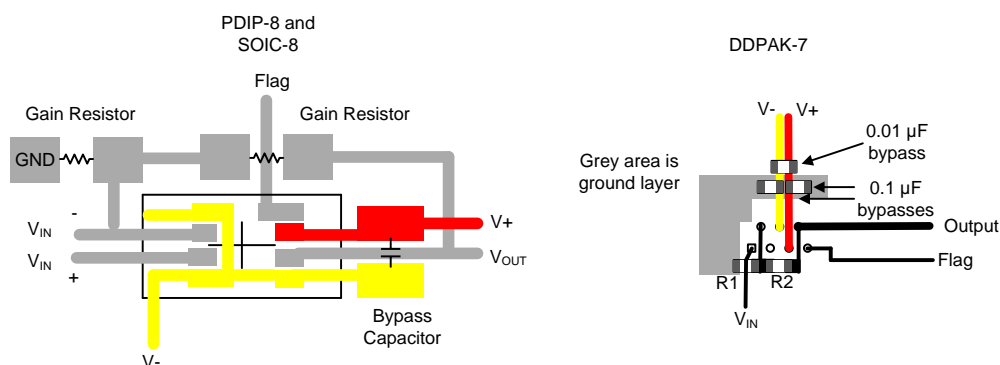 PDIP-8 and
SOIC-8
Flag
Gain Resistor
Gain Resistor
GND
-
VIN
VIN
+
V+
VOUT
Bypass
Capacitor
V-
DDPAK-7
V-
V+
0.01 µF
bypass
Grey area is
ground layer
0.1 µF
bypasses
Output
Flag
R1
R2
VIN